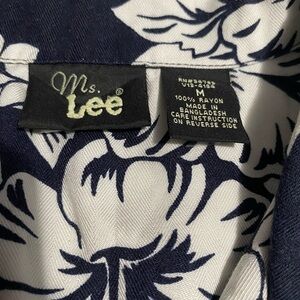 Ms.
Lee®
M
100% RAYON
MADE IN
BANGLADESH
CARE INSTRUCTION
ON REVERSE SIDE